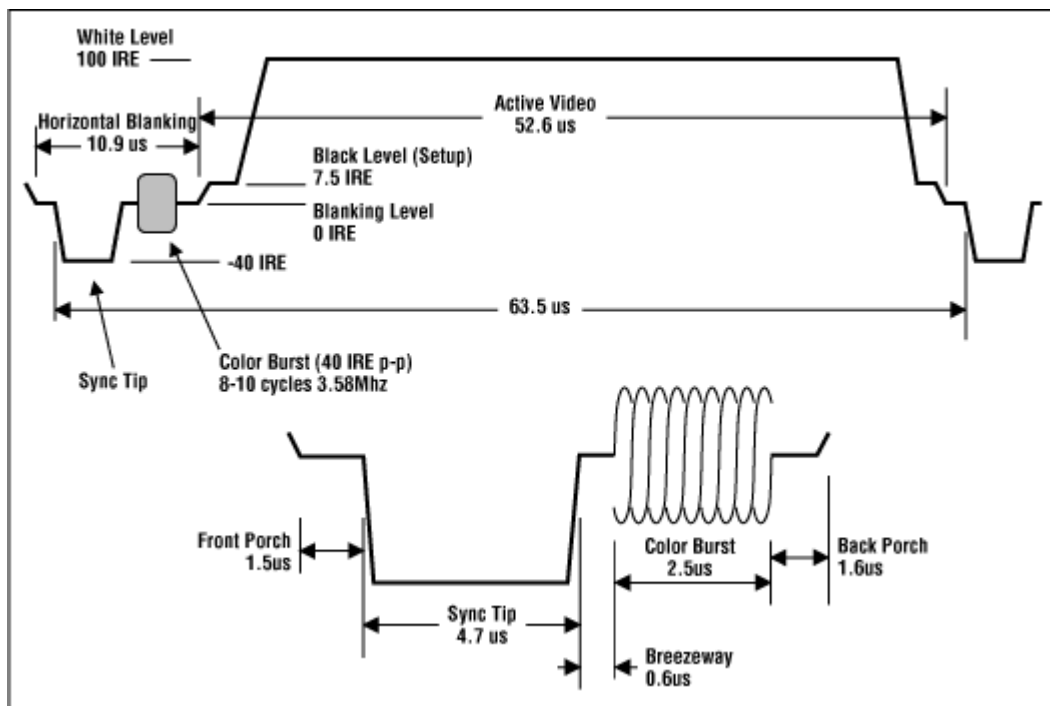 White Level
100 IRE
Active Video
52.6 us
Horizontal Blanking
10.9 us
Black Level (Setup)
7.5 IRE
Blanking Level
0 IRE
-40 IRE
63.5 us
Sync Tip
Color Burst (40 IRE p-p)
8-10 cycles 3.58Mhz
Front Porch
1.5us
Sync Tip
4.7 us
Color Burst
2.5us
Back Porch
1.6us
Breezeway
0.6us